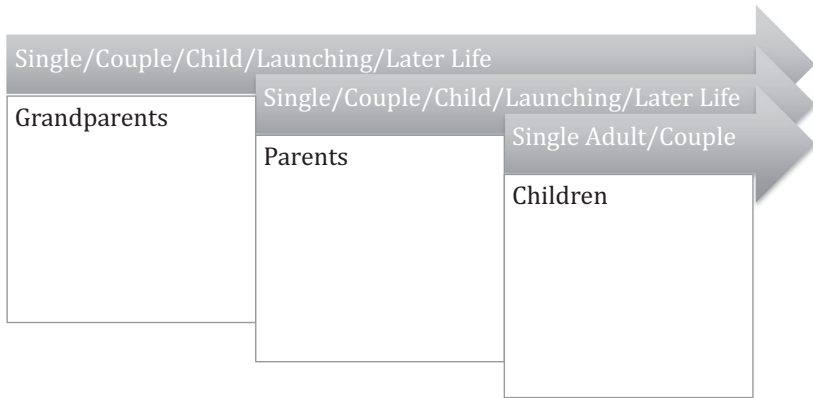 Single/Couple/Child/Launching/Later Life
Grandparents
Single/Couple/Child/Launching/Later Life
Parents
Single Adult/Couple
Children